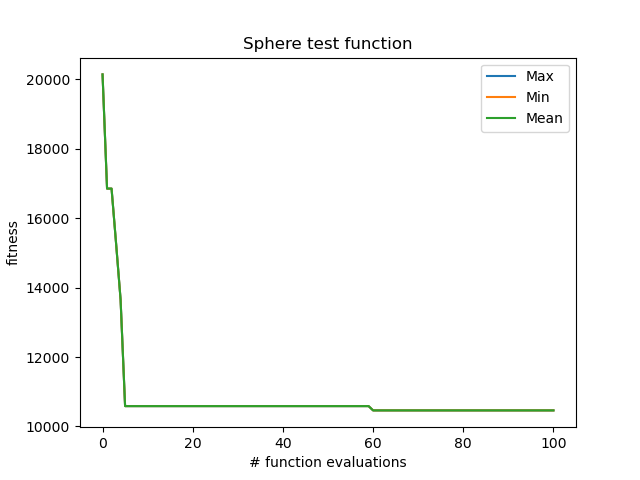 Sphere test function
Max
Min
Mean
fitness
20000
18000
16000
14000
12000
10000
0 20 40 60 80 100
# function evaluations